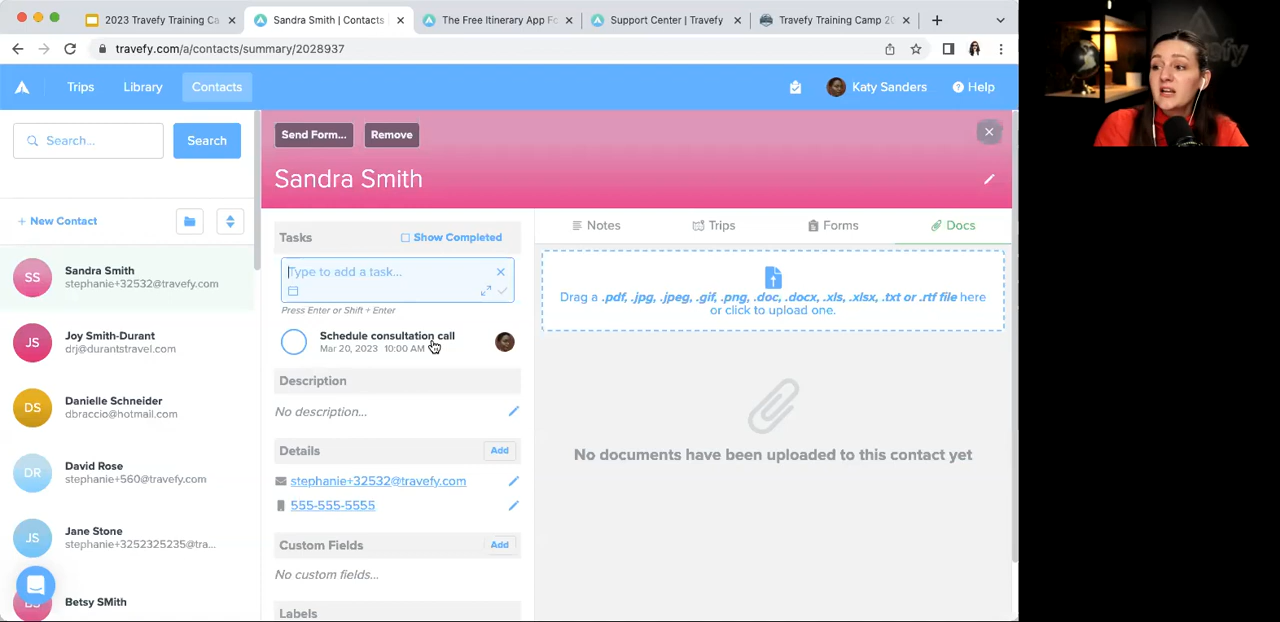 2023 Travefy Training Ca
Sandra Smith | Contacts
The Free Itinerary App Fo
Support Center | Travefy
Travefy Training Camp 20
travefy.com/a/contacts/summary/2028937
Trips
Library
Contacts
Katy Sanders
Help
Search...
Search
+ New Contact
SS
Sandra Smith
stephanie+32532@travefy.com
JS
Joy Smith-Durant
drj@durantstravel.com
DS
Danielle Schneider
dbraccio@hotmail.com
DR
David Rose
stephanie+560@travefy.com
JS
Jane Stone
stephanie+3252325235@tra...
Betsy SMith
Send Form...
Remove
Sandra Smith
Tasks
Show Completed
Type to add a task...
Press Enter or Shift + Enter
Schedule consultation call
Mar 20, 2023 10:00 AM
Description
No description...
Details
Add
stephanie+32532@travefy.com
555-555-5555
Custom Fields
Add
No custom fields...
Labels
Notes
Trips
Forms
Docs
Drag a .pdf, .jpg, .jpeg, .gif, .png, .doc, .docx, .xls, .xlsx, .txt or .rtf file here
or click to upload one.
No documents have been uploaded to this contact yet